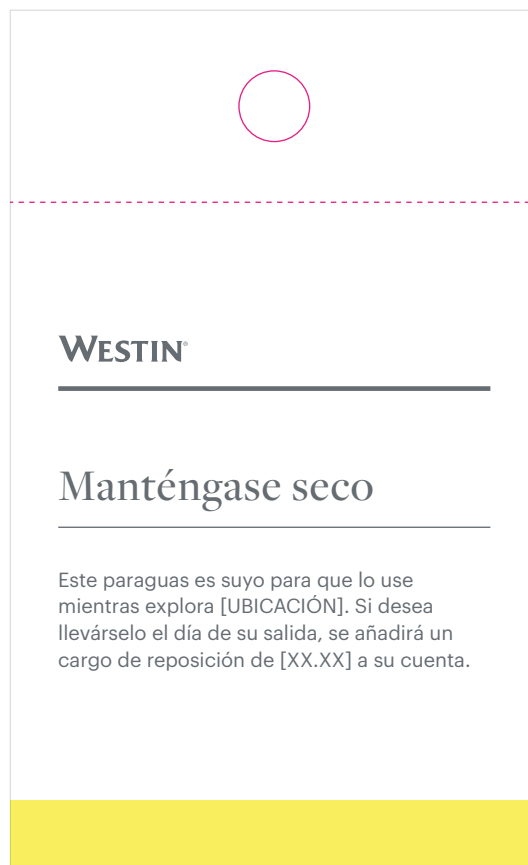 WESTIN®
Manténgase seco
Este paraguas es suyo para que lo use
mientras explora [UBICACIÓN]. Si desea
llevárselo el día de su salida, se añadirá un
cargo de reposición de [XX.XX] a su cuenta.